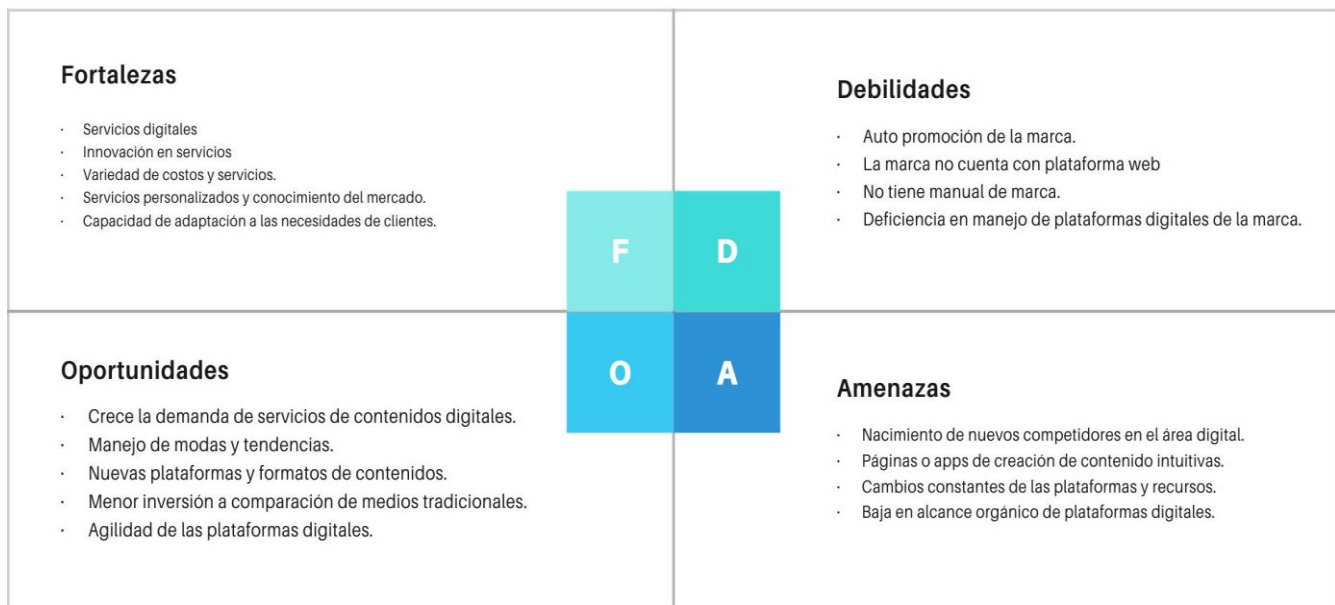 Fortalezas
· Servicios digitales
· Innovación en servicios
· Variedad de costos y servicios.
· Servicios personalizados y conocimiento del mercado.
· Capacidad de adaptación a las necesidades de clientes.
Debilidades
· Auto promoción de la marca.
· La marca no cuenta con plataforma web
· No tiene manual de marca.
· Deficiencia en manejo de plataformas digitales de la marca.
F
D
O
A
Oportunidades
· Crece la demanda de servicios de contenidos digitales.
· Manejo de modas y tendencias.
· Nuevas plataformas y formatos de contenidos.
· Menor inversión a comparación de medios tradicionales.
· Agilidad de las plataformas digitales.
Amenazas
· Nacimiento de nuevos competidores en el área digital.
· Páginas o apps de creación de contenido intuitivas.
· Cambios constantes de las plataformas y recursos.
· Baja en alcance orgánico de plataformas digitales.